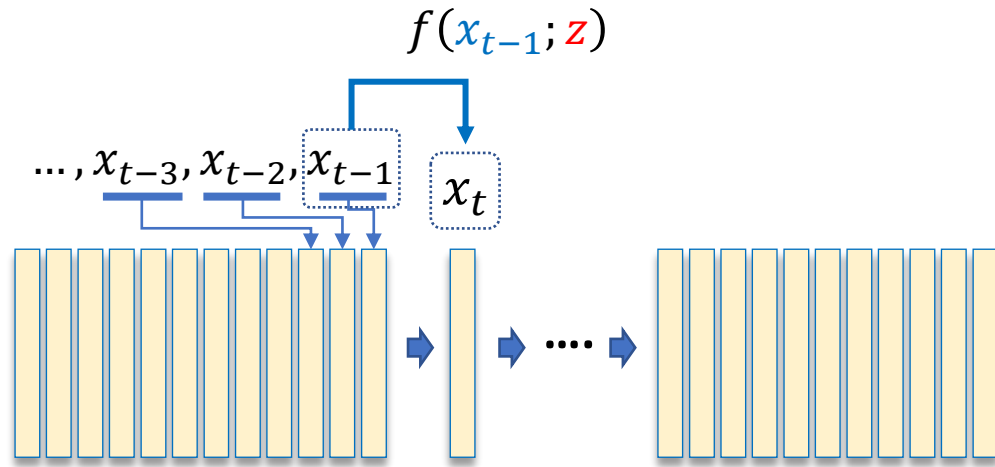 f(x_{t−1}; z)
…, x_{t−3}, x_{t−2}, x_{t−1}
x_t
....